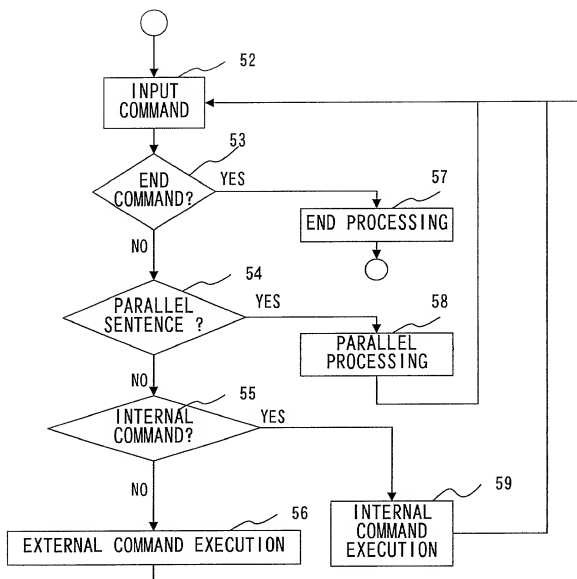 52
INPUT
COMMAND
53
END
COMMAND?
YES
57
END PROCESSING
NO
54
PARALLEL
SENTENCE ?
YES
58
PARALLEL
PROCESSING
NO
55
INTERNAL
COMMAND?
YES
59
INTERNAL
COMMAND
EXECUTION
NO
56
EXTERNAL COMMAND EXECUTION